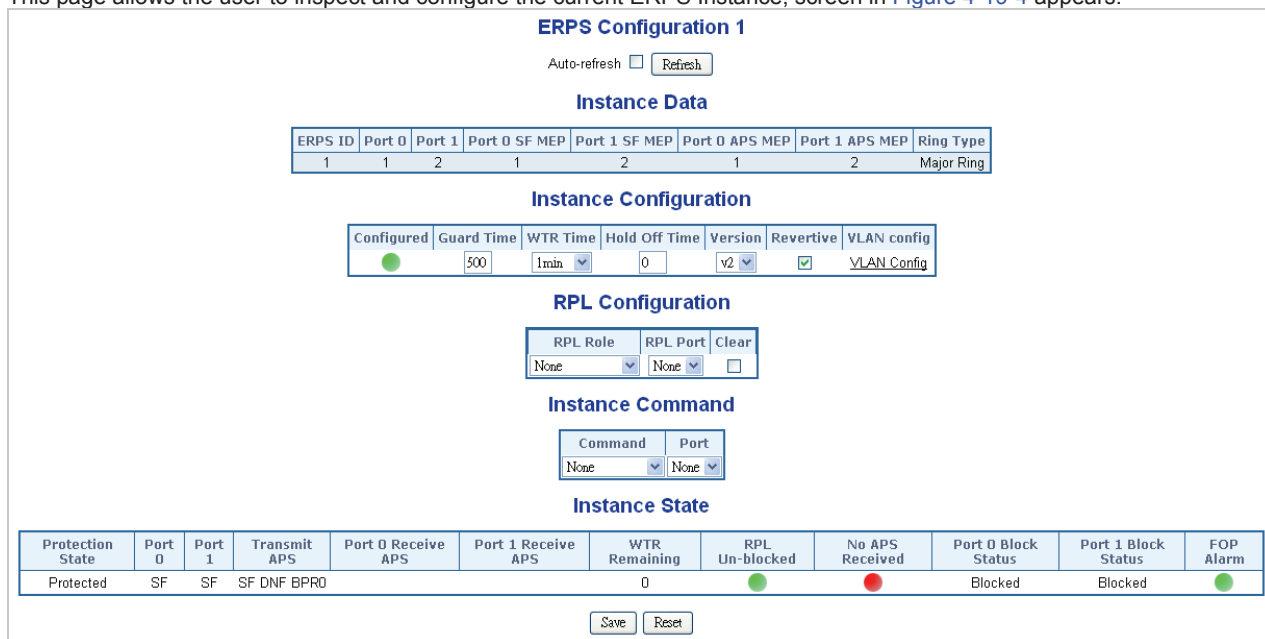 This page allows the user to inspect and configure the current ERPS Instance; screen in Figure 4-19-4 appears.
ERPS Configuration 1
Auto-refresh Refresh
Instance Data
ERPS ID Port 0 Port 1 Port 0 SF MEP Port 1 SF MEP Port 0 APS MEP Port 1 APS MEP Ring Type
1 1 2 1 2 1 2 Major Ring
Instance Configuration
Configured Guard Time WTR Time Hold Off Time Version Revertive VLAN config
500 1min 0 v2 VLAN Config
RPL Configuration
RPL Role RPL Port Clear
None None
Instance Command
Command Port
None None
Instance State
Protection State Port 0 Port 1 Transmit APS Port 0 Receive APS Port 1 Receive APS WTR Remaining RPL Un-blocked No APS Received Port 0 Block Status Port 1 Block Status FOP Alarm
Protected SF SF SF DNF BPR0 0 Blocked Blocked
Save Reset